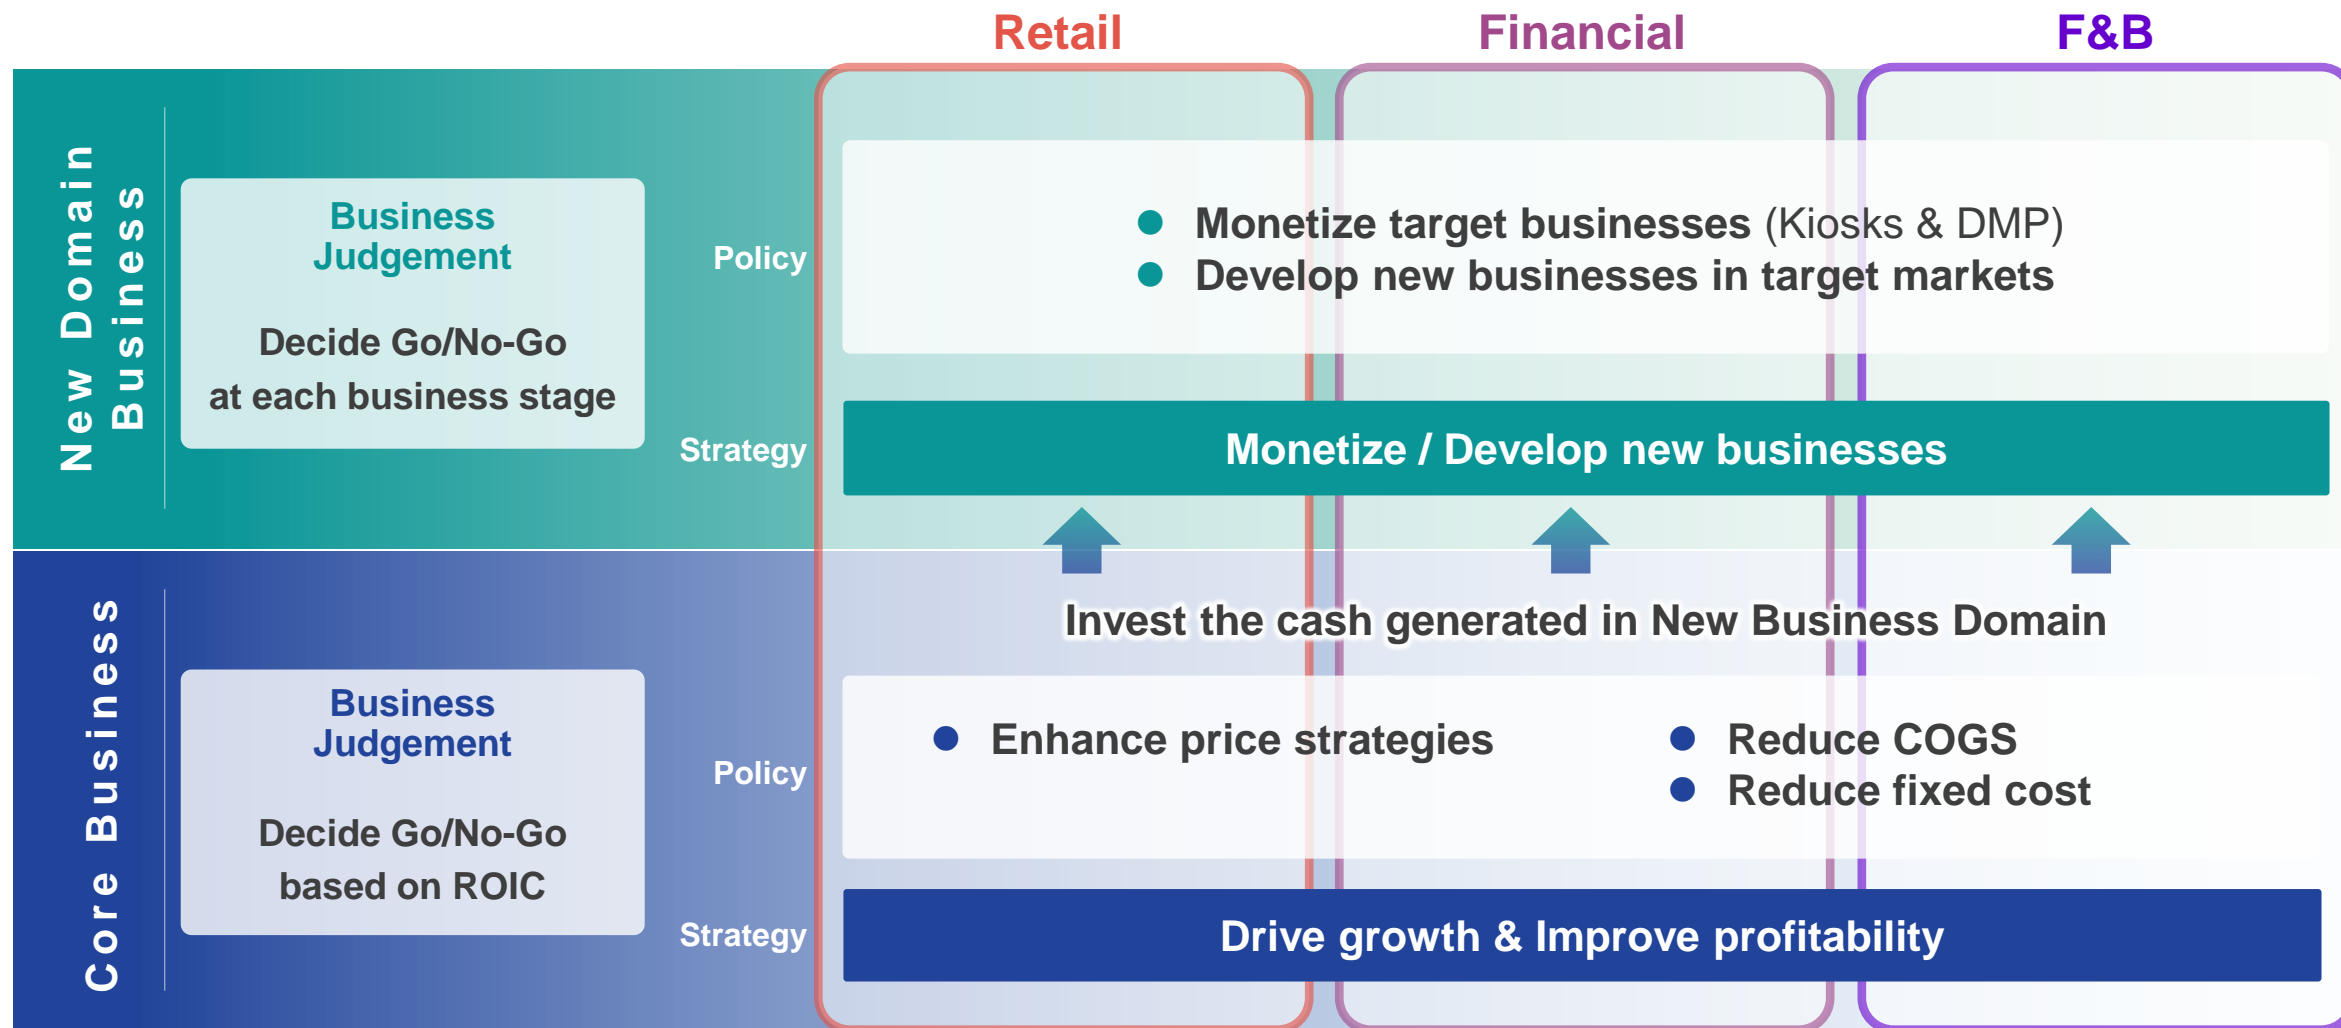 Retail
Financial
F&B
New Domain
Business
Business
Judgement
Decide Go/No-Go
at each business stage
Policy
● Monetize target businesses (Kiosks & DMP)
● Develop new businesses in target markets
Strategy
Monetize / Develop new businesses
Invest the cash generated in New Business Domain
Core Business
Business
Judgement
Decide Go/No-Go
based on ROIC
Policy
● Enhance price strategies
● Reduce COGS
● Reduce fixed cost
Strategy
Drive growth & Improve profitability